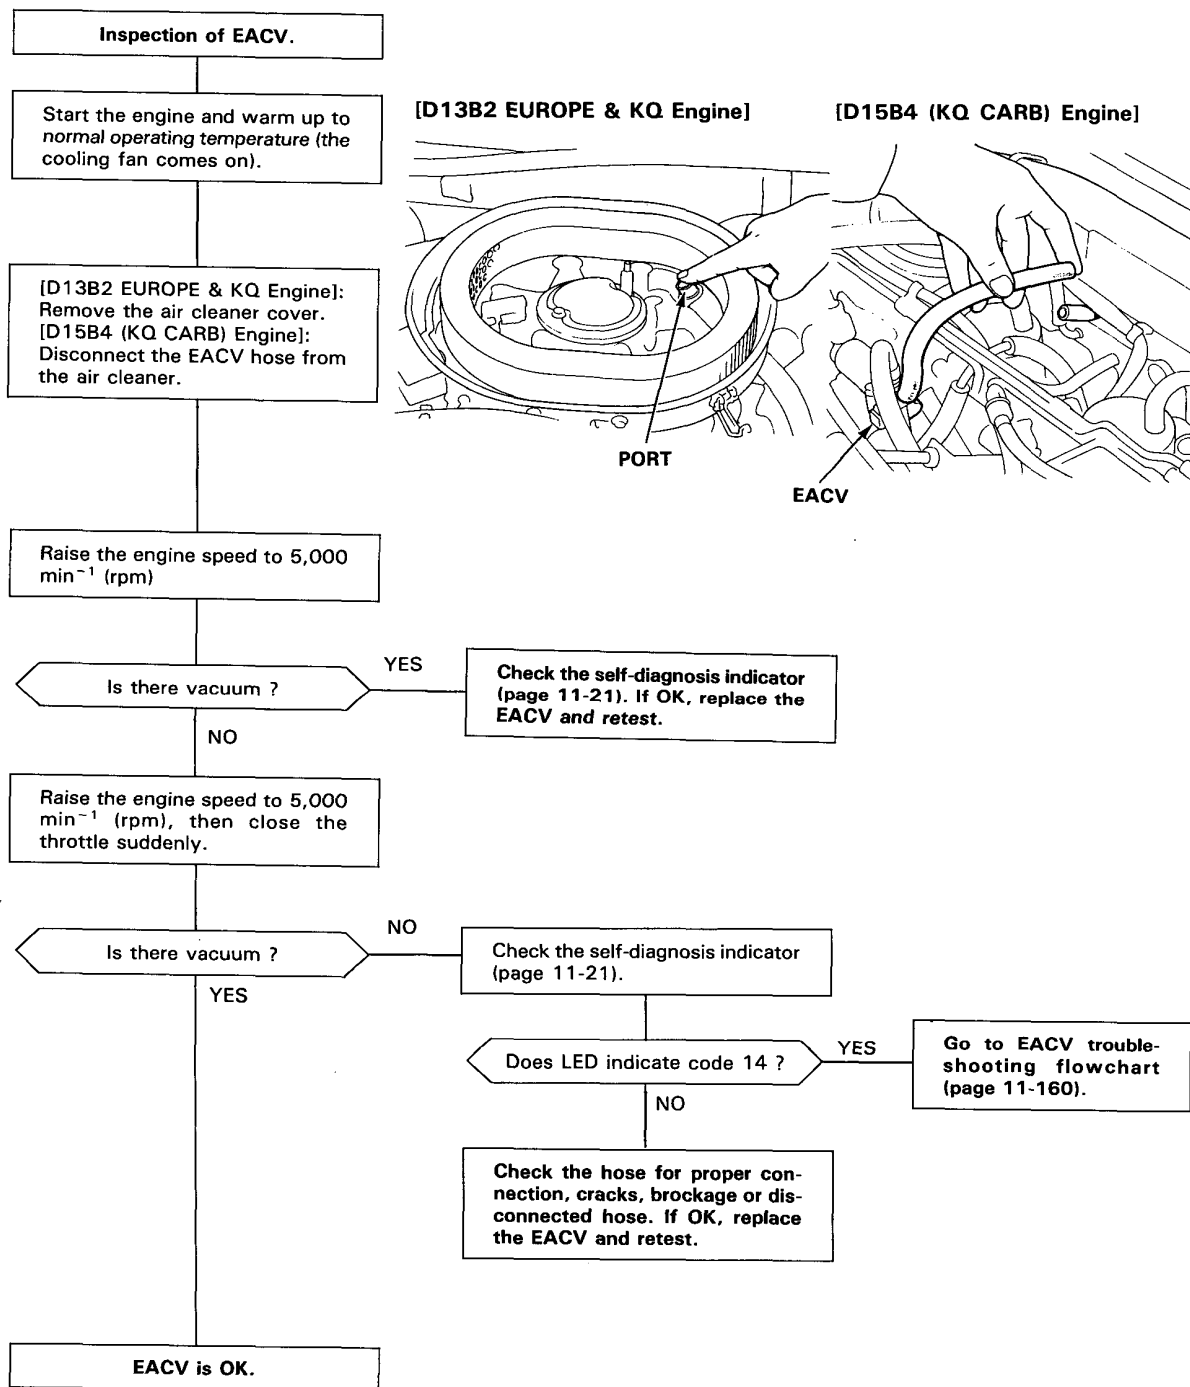 Inspection of EACV.
Start the engine and warm up to
normal operating temperature (the
cooling fan comes on).
[D13B2 EUROPE & KQ Engine]:
Remove the air cleaner cover.
[D15B4 (KQ CARB) Engine]:
Disconnect the EACV hose from
the air cleaner.
[D13B2 EUROPE & KQ Engine]
PORT
[D15B4 (KQ CARB) Engine]
EACV
Raise the engine speed to 5,000
min⁻¹ (rpm)
Is there vacuum ?
YES
Check the self-diagnosis indicator
(page 11-21). If OK, replace the
EACV and retest.
NO
Raise the engine speed to 5,000
min⁻¹ (rpm), then close the
throttle suddenly.
Is there vacuum ?
NO
Check the self-diagnosis indicator
(page 11-21).
YES
Does LED indicate code 14 ?
YES
Go to EACV trouble-
shooting flowchart
(page 11-160).
NO
Check the hose for proper con-
nection, cracks, brockage or dis-
connected hose. If OK, replace
the EACV and retest.
EACV is OK.